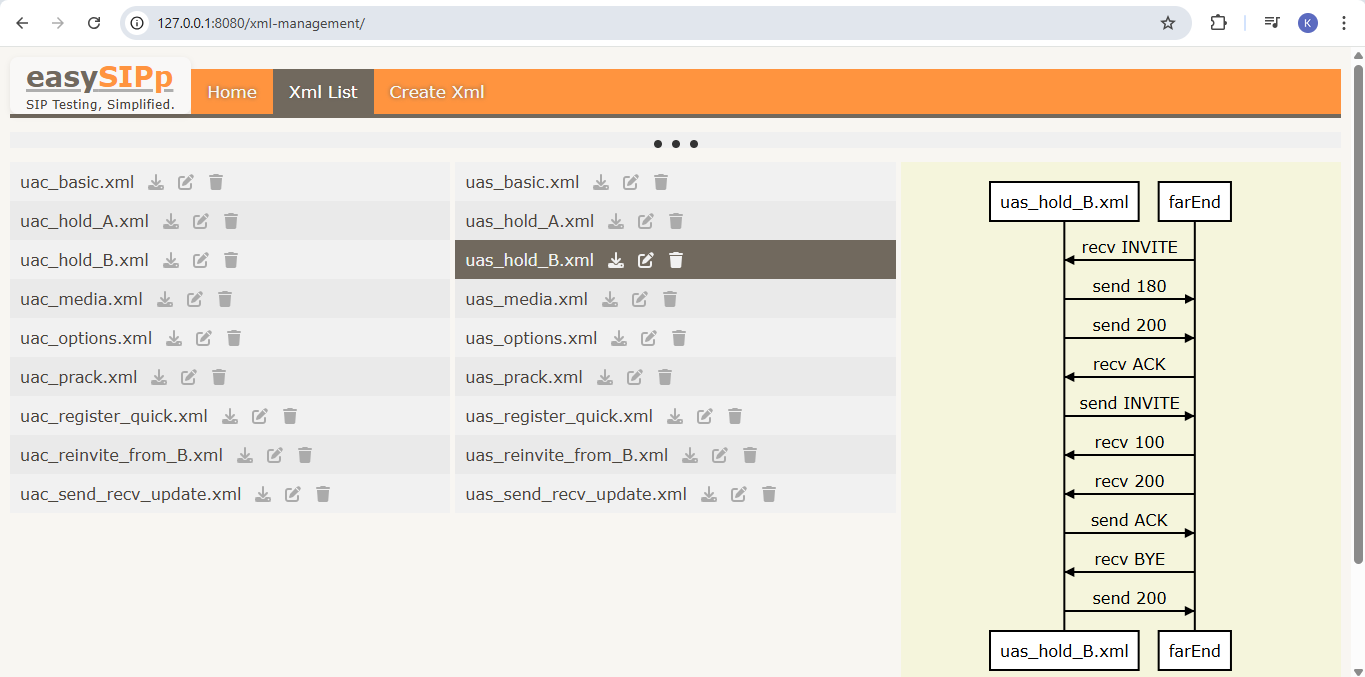 127.0.0.1:8080/xml-management/
K
easySIPp
SIP Testing, Simplified.
Home
Xml List
Create Xml
uac_basic.xml
uac_hold_A.xml
uac_hold_B.xml
uac_media.xml
uac_options.xml
uac_prack.xml
uac_register_quick.xml
uac_reinvite_from_B.xml
uac_send_recv_update.xml
uas_basic.xml
uas_hold_A.xml
uas_hold_B.xml
uas_media.xml
uas_options.xml
uas_prack.xml
uas_register_quick.xml
uas_reinvite_from_B.xml
uas_send_recv_update.xml
uas_hold_B.xml
farEnd
recv INVITE
send 180
send 200
recv ACK
send INVITE
recv 100
recv 200
send ACK
recv BYE
send 200
uas_hold_B.xml
farEnd